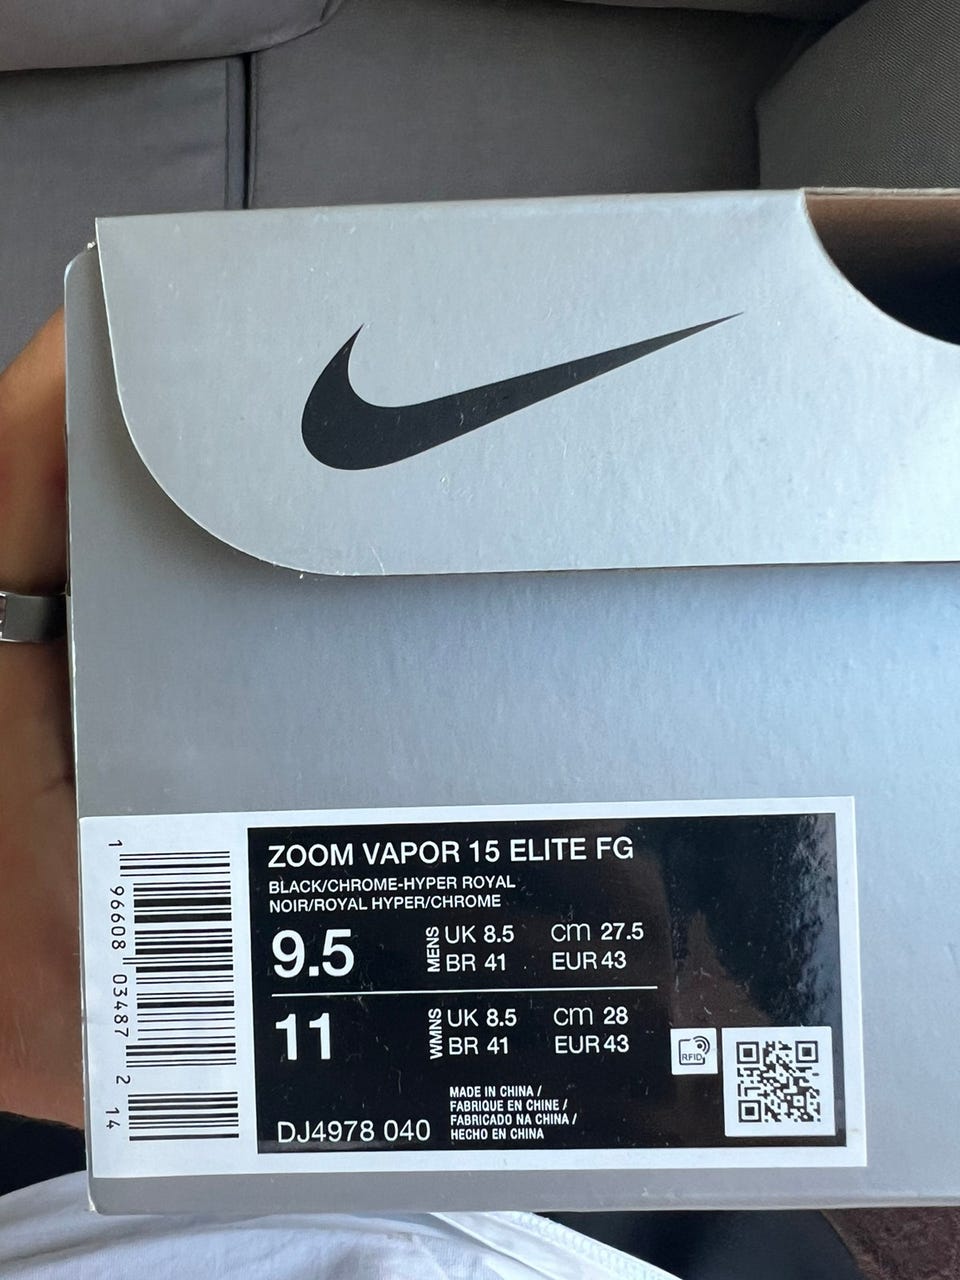 ZOOM VAPOR 15 ELITE FG
BLACK/CHROME-HYPER ROYAL
NOIR/ROYAL HYPER/CHROME
9.5 MENS UK 8.5 cm 27.5
BR 41 EUR 43
11 WMNS UK 8.5 cm 28
BR 41 EUR 43
RFID
MADE IN CHINA /
FABRIQUE EN CHINE /
FABRICADO NA CHINA /
HECHO EN CHINA
DJ4978 040
1 96608 03487 2 14